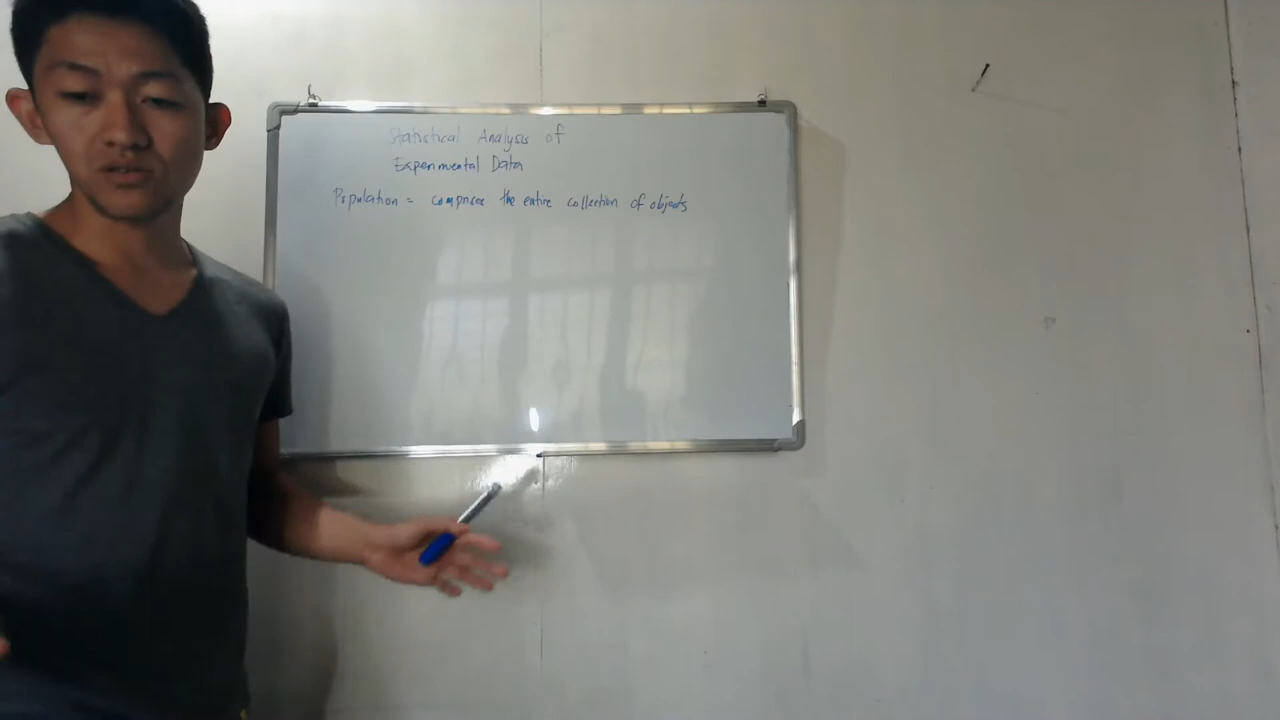 Statistical Analysis of
Experimental Data
Population = comprises the entire collection of objects